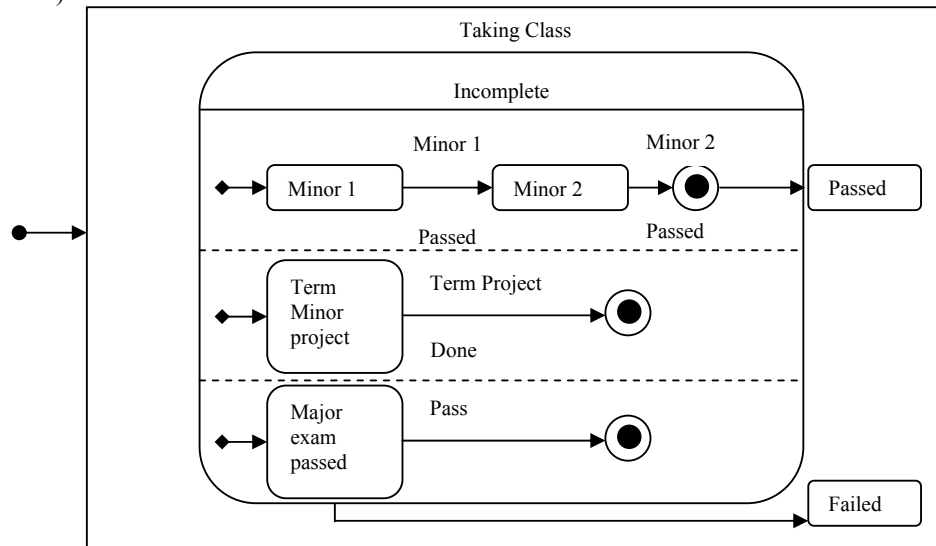 )
Taking Class
Incomplete
Minor 1
Minor 2
Minor 1
Minor 2
Passed
Passed
Passed
Term
Minor
project
Term Project
Done
Major
exam
passed
Pass
Failed